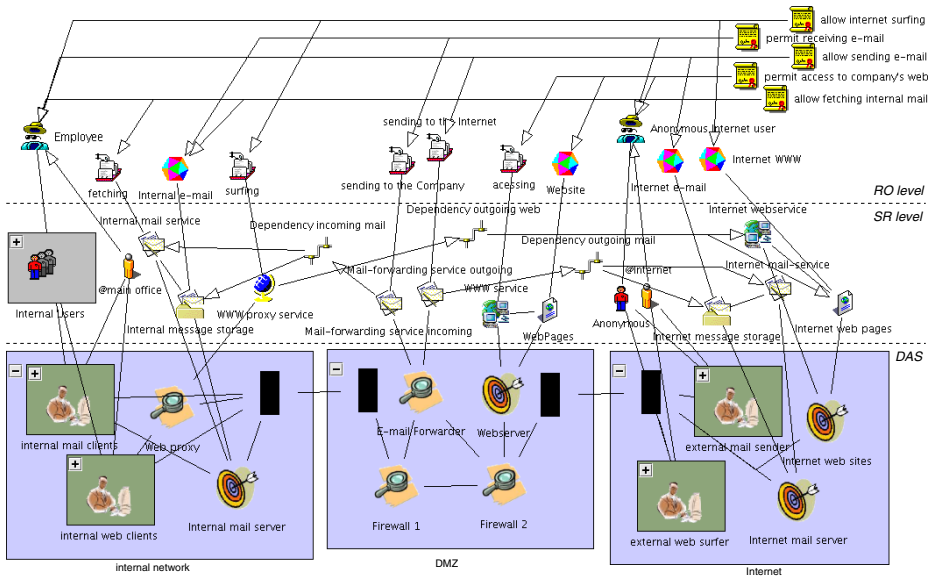 allow internet surfing
permit receiving e-mail
allow sending e-mail
permit access to company's web
allow fetching internal mail
sending to the Internet
Employee
Anonymous internet user
Internet WWW
fetching
Internal e-mail
surfing
sending to the Company
acessing
Website
Internet e-mail
RO level
SR level
Internal mail service
Dependency incoming mail
Dependency outgoing web
Internet webservice
Dependency outgoing mail
Mail-forwarding service outgoing
@internet
Internet mail-service
@main office
WWW service
Internal Users
Internal message storage
WWW proxy service
Mail-forwarding service incoming
WebPages
Anonymous
Internet message storage
Internet web pages
DAS
internal mail clients
Web proxy
E-mail Forwarder
Webserver
external mail sender
Internet web sites
internal web clients
Internal mail server
Firewall 1
Firewall 2
external web surfer
Internet mail server
internal network
DMZ
Internet